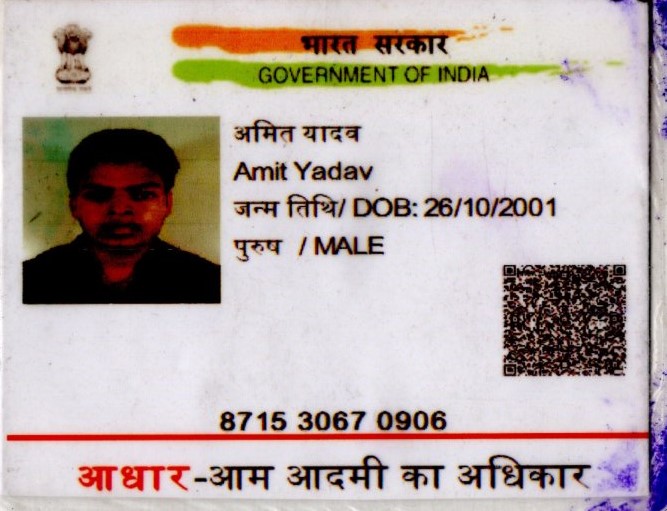 भारत सरकार
GOVERNMENT OF INDIA
अमित यादव
Amit Yadav
जन्म तिथि/ DOB: 26/10/2001
पुरुष / MALE
8715 3067 0906
आधार-आम आदमी का अधिकार